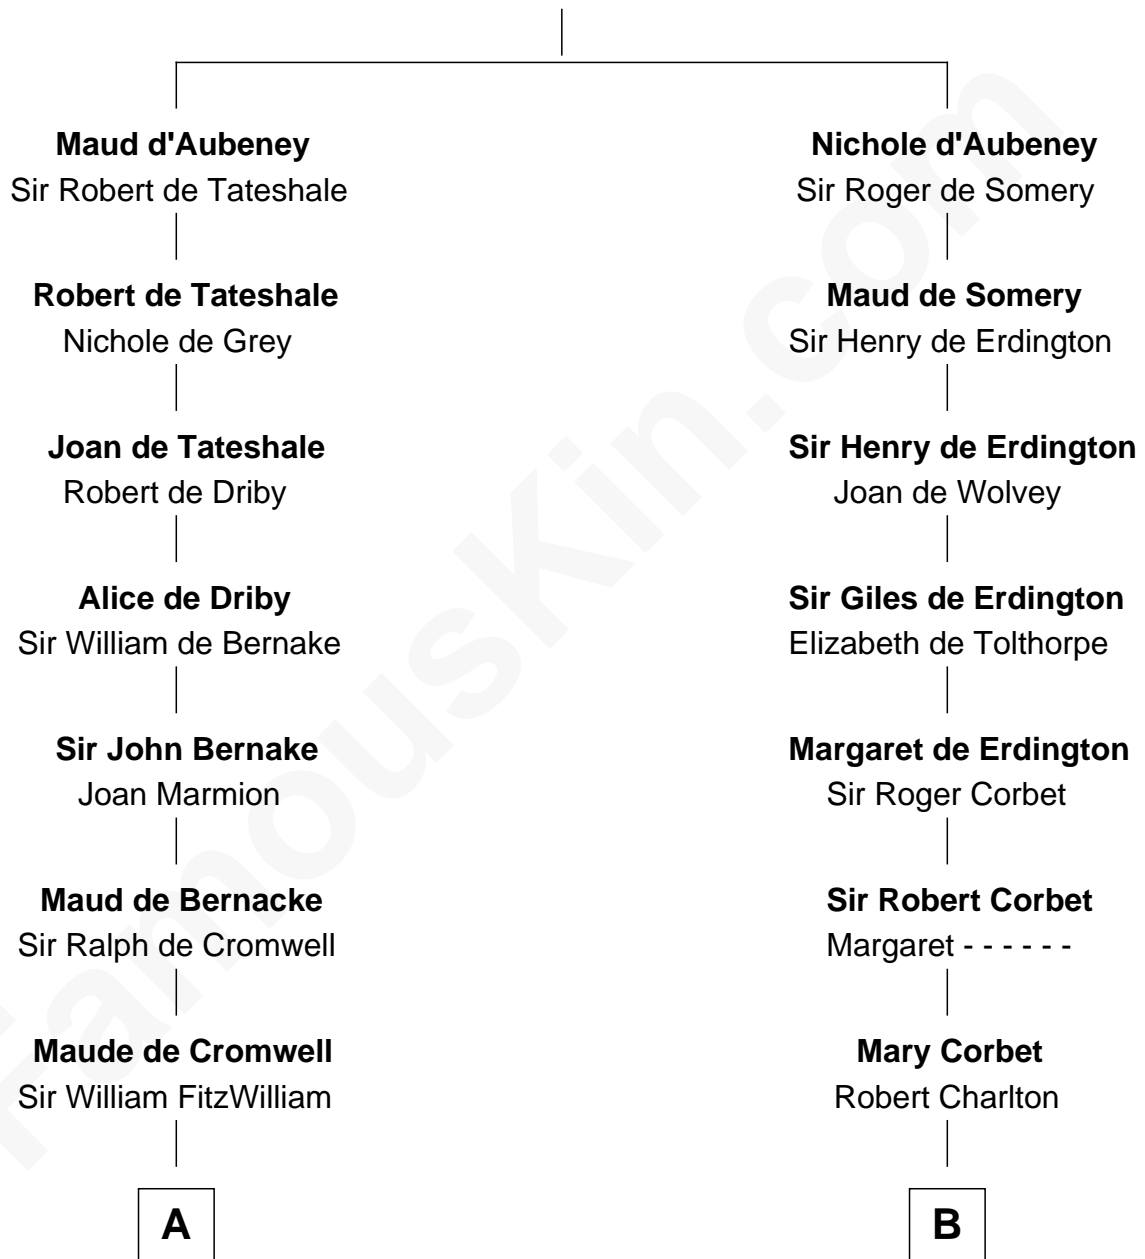 Maud d'Aubeney
Sir Robert de Tateshale
Robert de Tateshale
Nichole de Grey
Joan de Tateshale
Robert de Driby
Alice de Driby
Sir William de Bernake
Sir John Bernake
Joan Marmion
Maud de Bernacke
Sir Ralph de Cromwell
Maude de Cromwell
Sir William FitzWilliam
A
Nichole d'Aubeney
Sir Roger de Somery
Maud de Somery
Sir Henry de Erdington
Sir Henry de Erdington
Joan de Wolvey
Sir Giles de Erdington
Elizabeth de Tolthorpe
Margaret de Erdington
Sir Roger Corbet
Sir Robert Corbet
Margaret - - - - - -
Mary Corbet
Robert Charlton
B
FamousKin.com